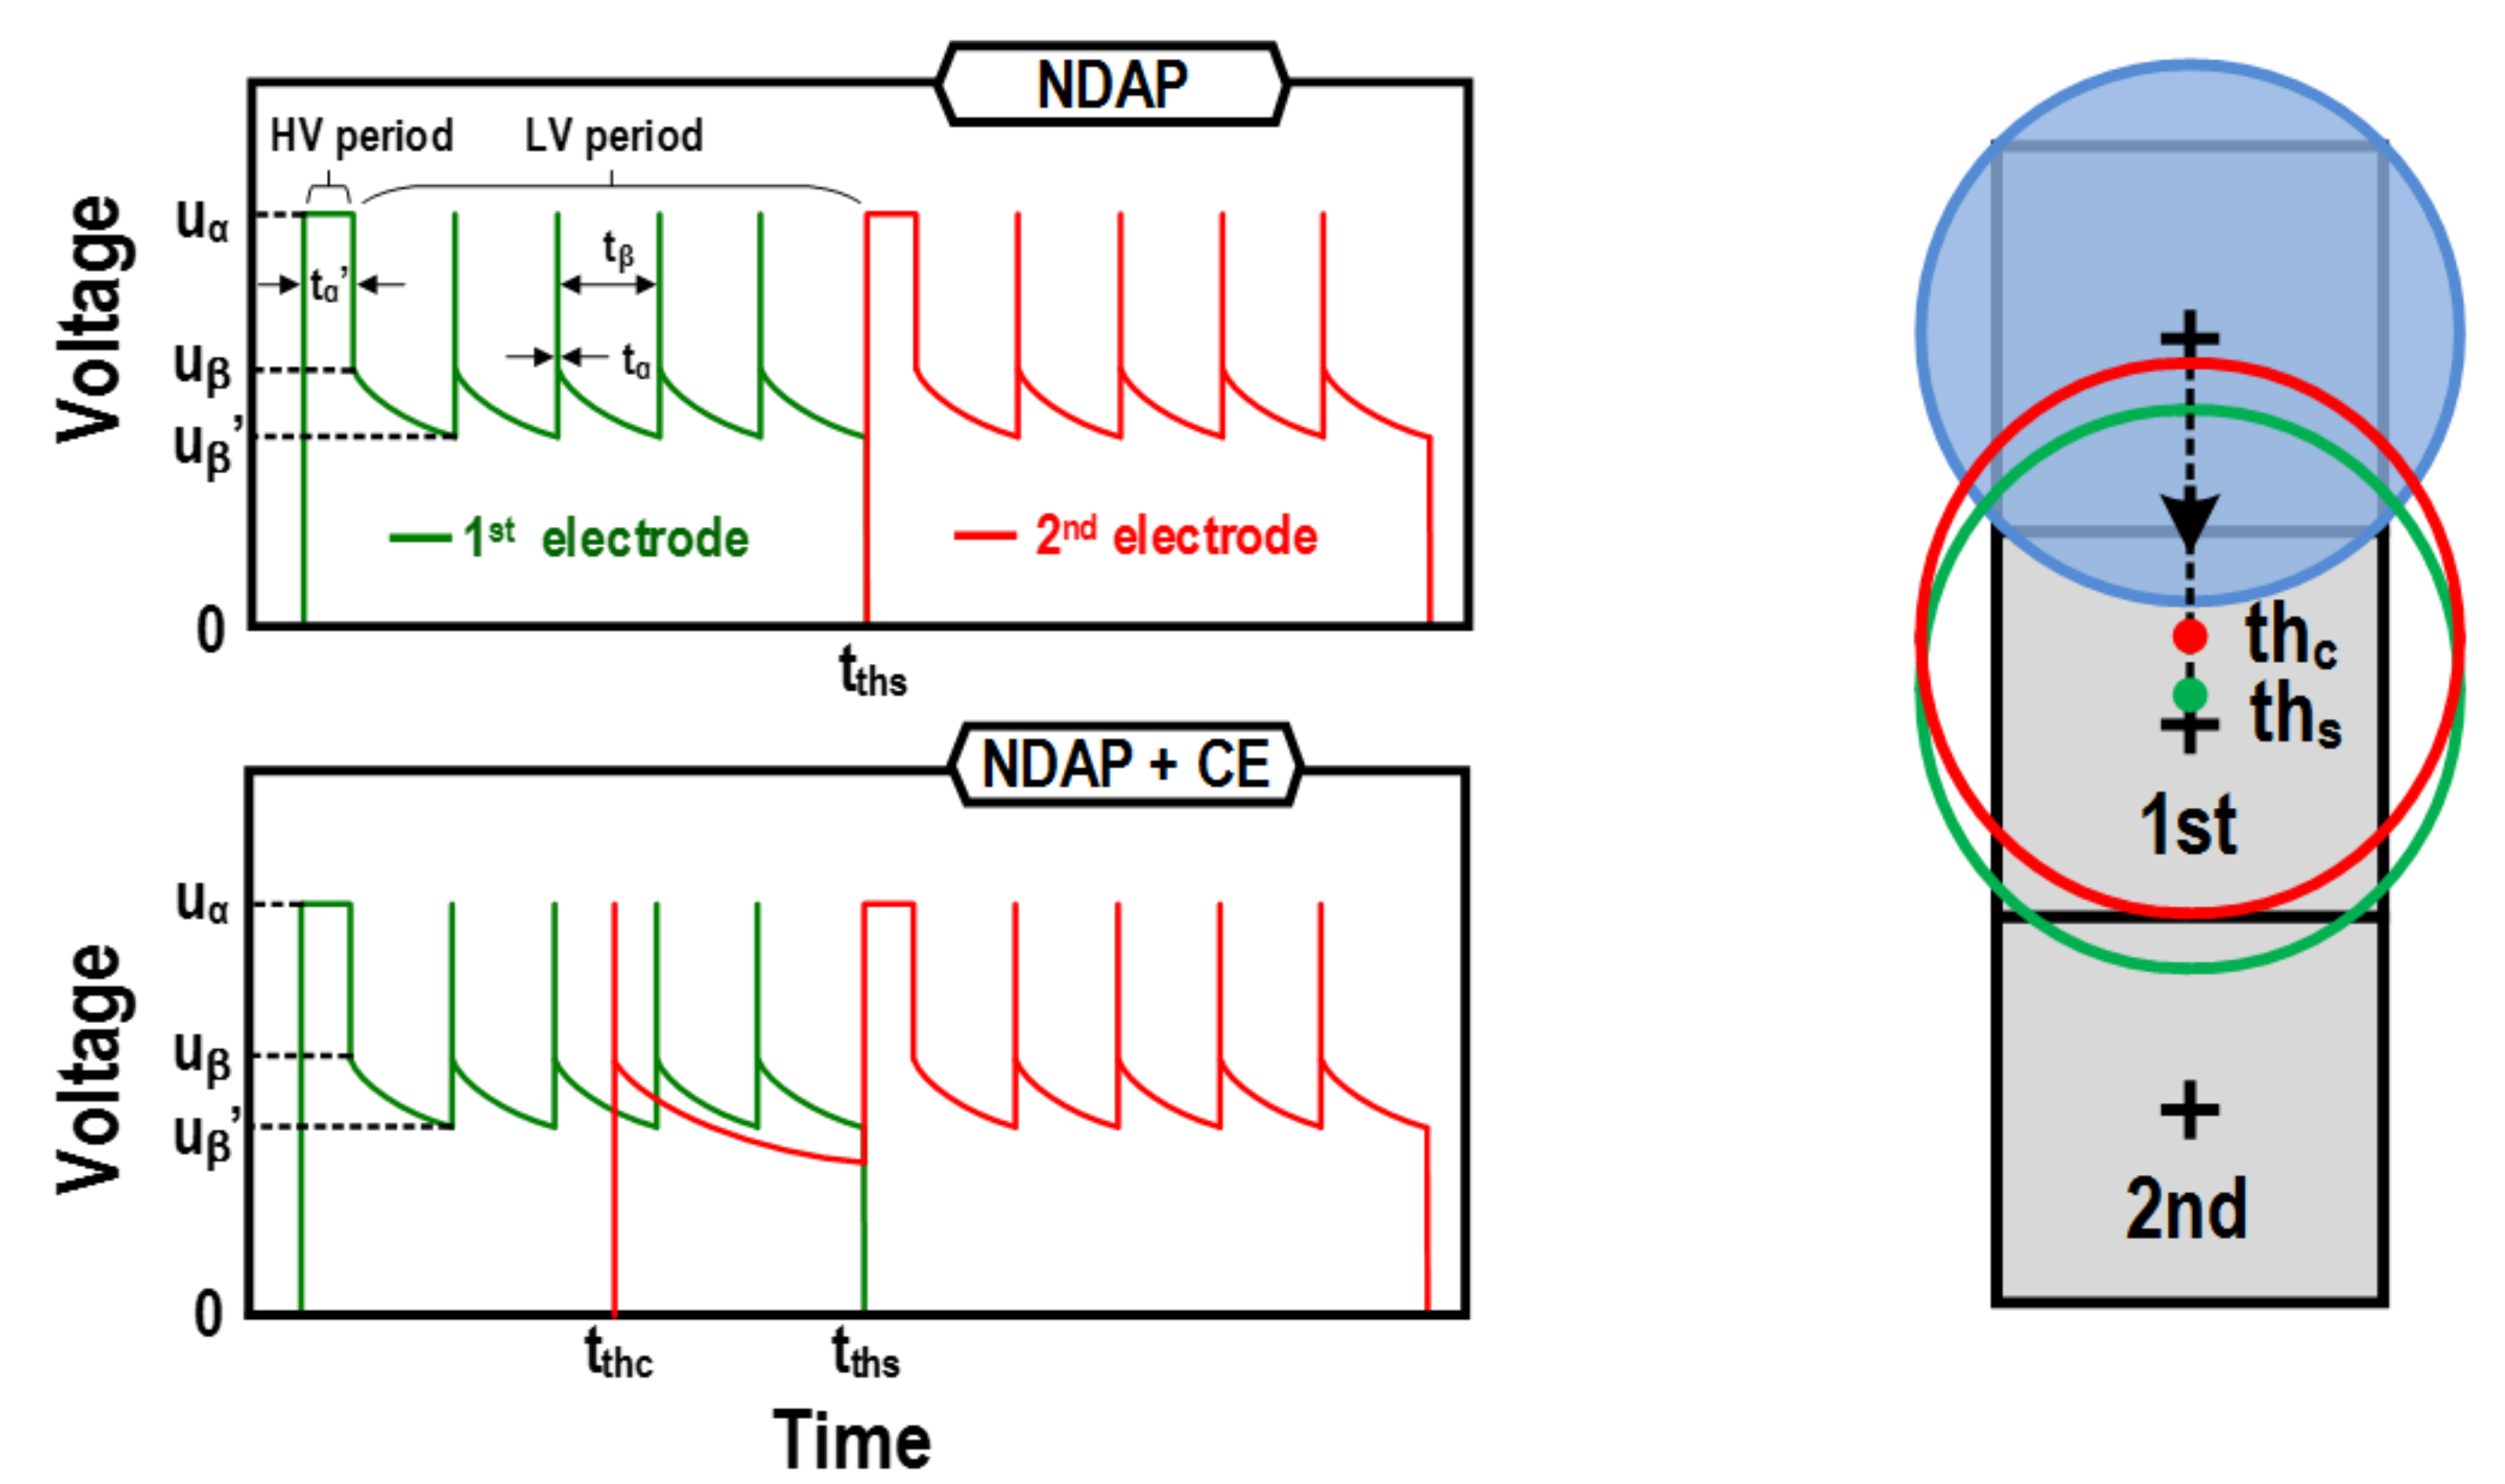 NDAP
HV period
LV period
Voltage
uα
tα’
tβ
uβ
tα
uβ’
1st electrode
2nd electrode
0
tths
NDAP + CE
Voltage
uα
uβ
uβ’
0
tthc
tths
Time
+
thc
ths
+
1st
+
2nd